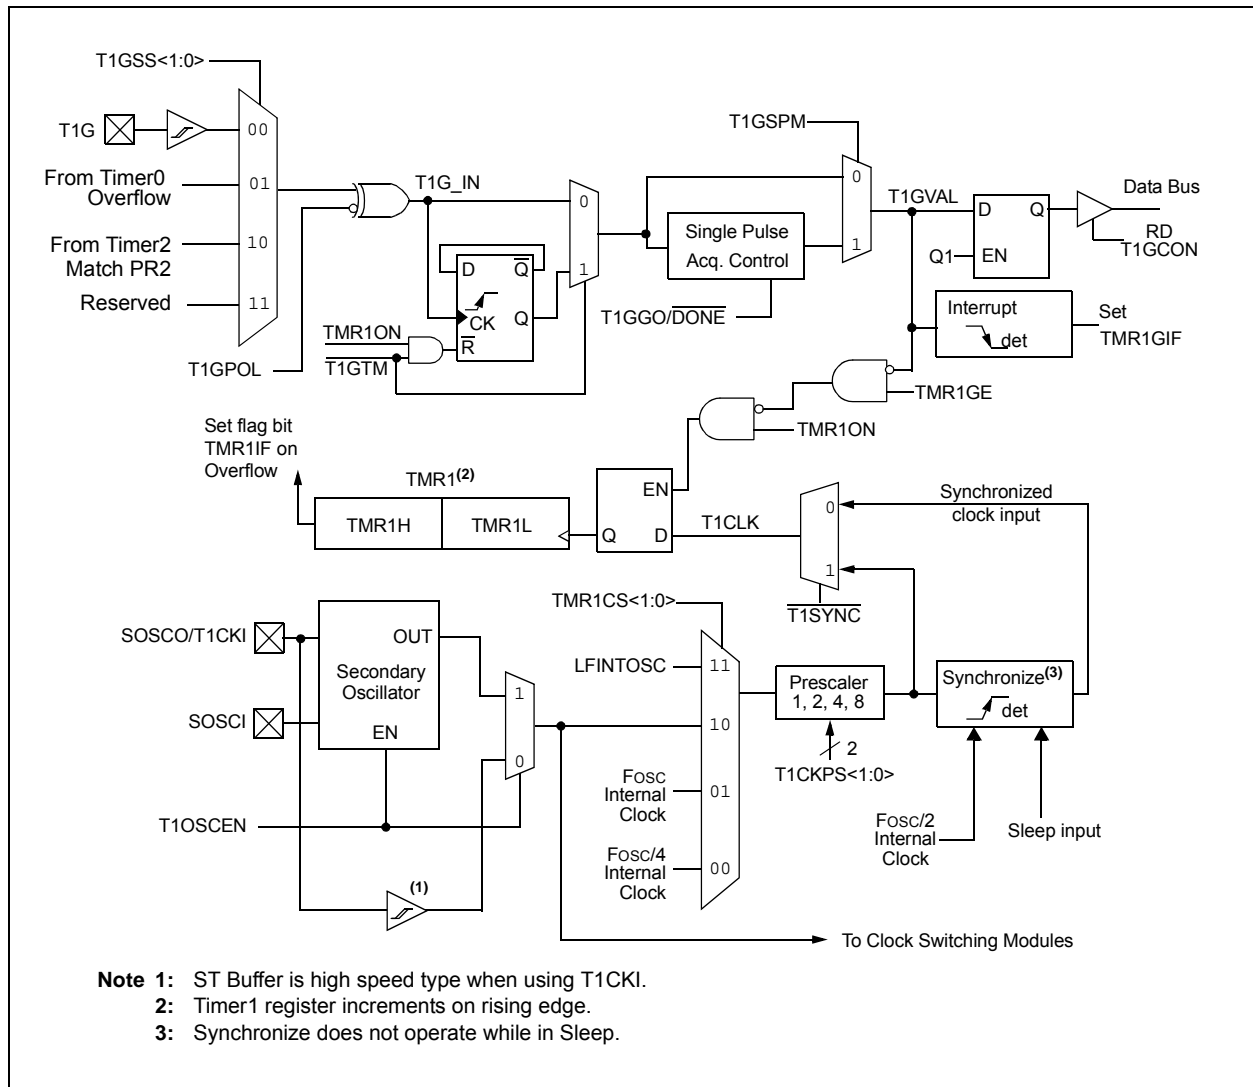 T1GSS<1:0>
T1G
00
From Timer0
Overflow
01
From Timer2
Match PR2
10
Reserved
11
T1GPOL
T1G_IN
0
1
D
Q̅
CK
Q
R̅
TMR1ON
T1GTM
T1GSPM
0
1
Single Pulse
Acq. Control
T1GGO/D̅O̅N̅E̅
T1GVAL
D
Q
Q1
EN
Data Bus
RD
T1GCON
Interrupt
det
Set
TMR1GIF
TMR1GE
TMR1ON
Set flag bit
TMR1IF on
Overflow
TMR1(2)
TMR1H
TMR1L
EN
Q
D
T1CLK
0
1
T̅1̅S̅Y̅N̅C̅
Synchronized
clock input
SOSCO/T1CKI
SOSCI
OUT
Secondary
Oscillator
EN
T1OSCEN
1
0
(1)
TMR1CS<1:0>
LFINTOSC
11
10
FOSC
Internal
Clock
01
FOSC/4
Internal
Clock
00
Prescaler
1, 2, 4, 8
2
T1CKPS<1:0>
Synchronize(3)
det
FOSC/2
Internal
Clock
Sleep input
To Clock Switching Modules
Note 1: ST Buffer is high speed type when using T1CKI.
2: Timer1 register increments on rising edge.
3: Synchronize does not operate while in Sleep.